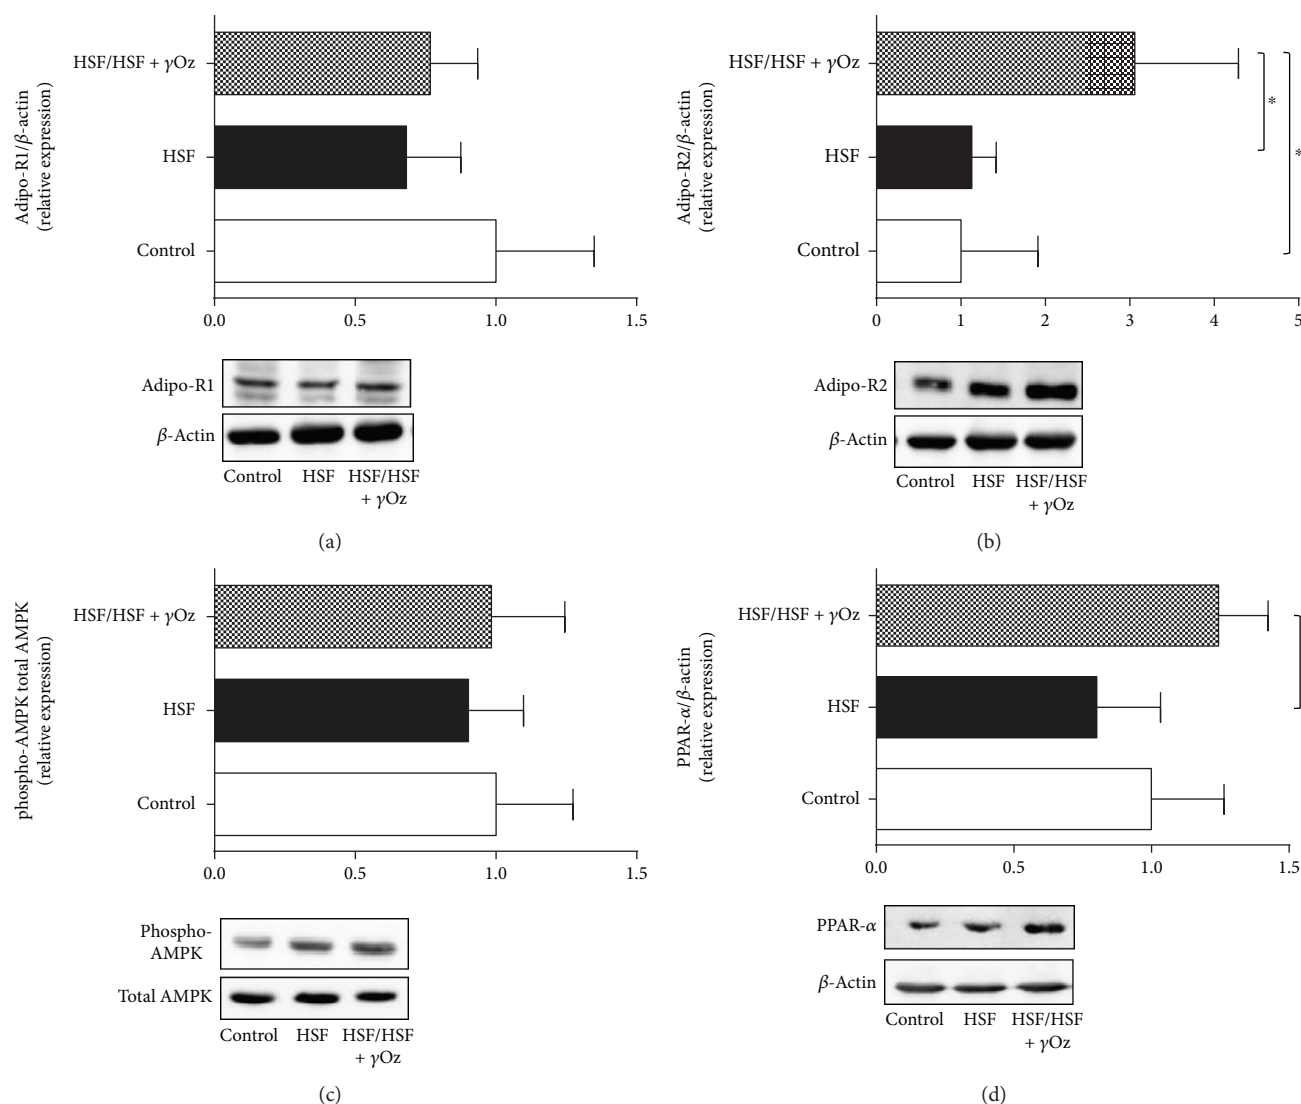 HSF/HSF + γOz
HSF
Control
Adipo-R1/β-actin
(relative expression)
0.0 0.5 1.0 1.5
Adipo-R1
β-Actin
Control HSF HSF/HSF
+ γOz
(a)
HSF/HSF + γOz
HSF
Control
Adipo-R2/β-actin
(relative expression)
*
*
0 1 2 3 4 5
Adipo-R2
β-Actin
Control HSF HSF/HSF
+ γOz
(b)
HSF/HSF + γOz
HSF
Control
phospho-AMPK total AMPK
(relative expression)
0.0 0.5 1.0 1.5
Phospho-
AMPK
Total AMPK
Control HSF HSF/HSF
+ γOz
(c)
HSF/HSF + γOz
HSF
Control
PPAR-α/β-actin
(relative expression)
0.0 0.5 1.0 1.5
PPAR-α
β-Actin
Control HSF HSF/HSF
+ γOz
(d)